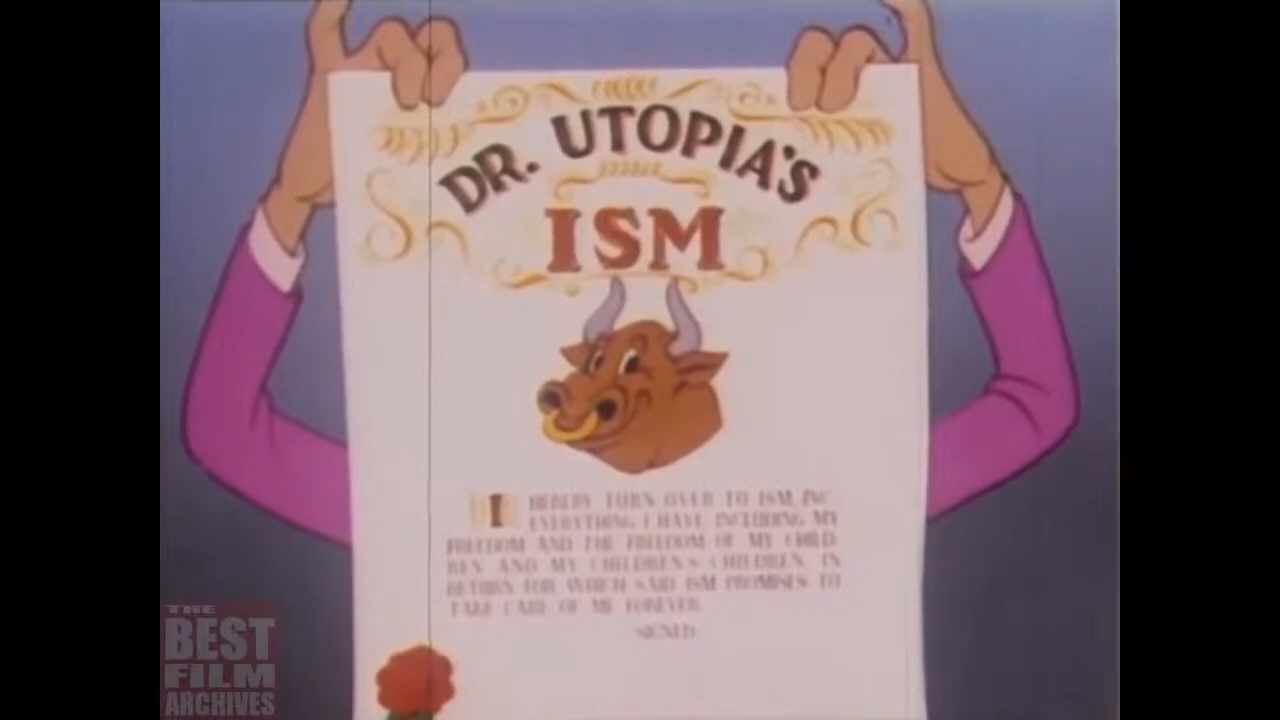 DR. UTOPIA'S
ISM
I HEREBY TURN OVER TO ISM, INC.
EVERYTHING I HAVE, INCLUDING MY
FREEDOM AND THE FREEDOM OF MY CHILD-
REN AND MY CHILDREN'S CHILDREN, IN
RETURN FOR WHICH SAID ISM PROMISES TO
TAKE CARE OF ME FOREVER.
SIGNED
THE
BEST
FILM
ARCHIVES